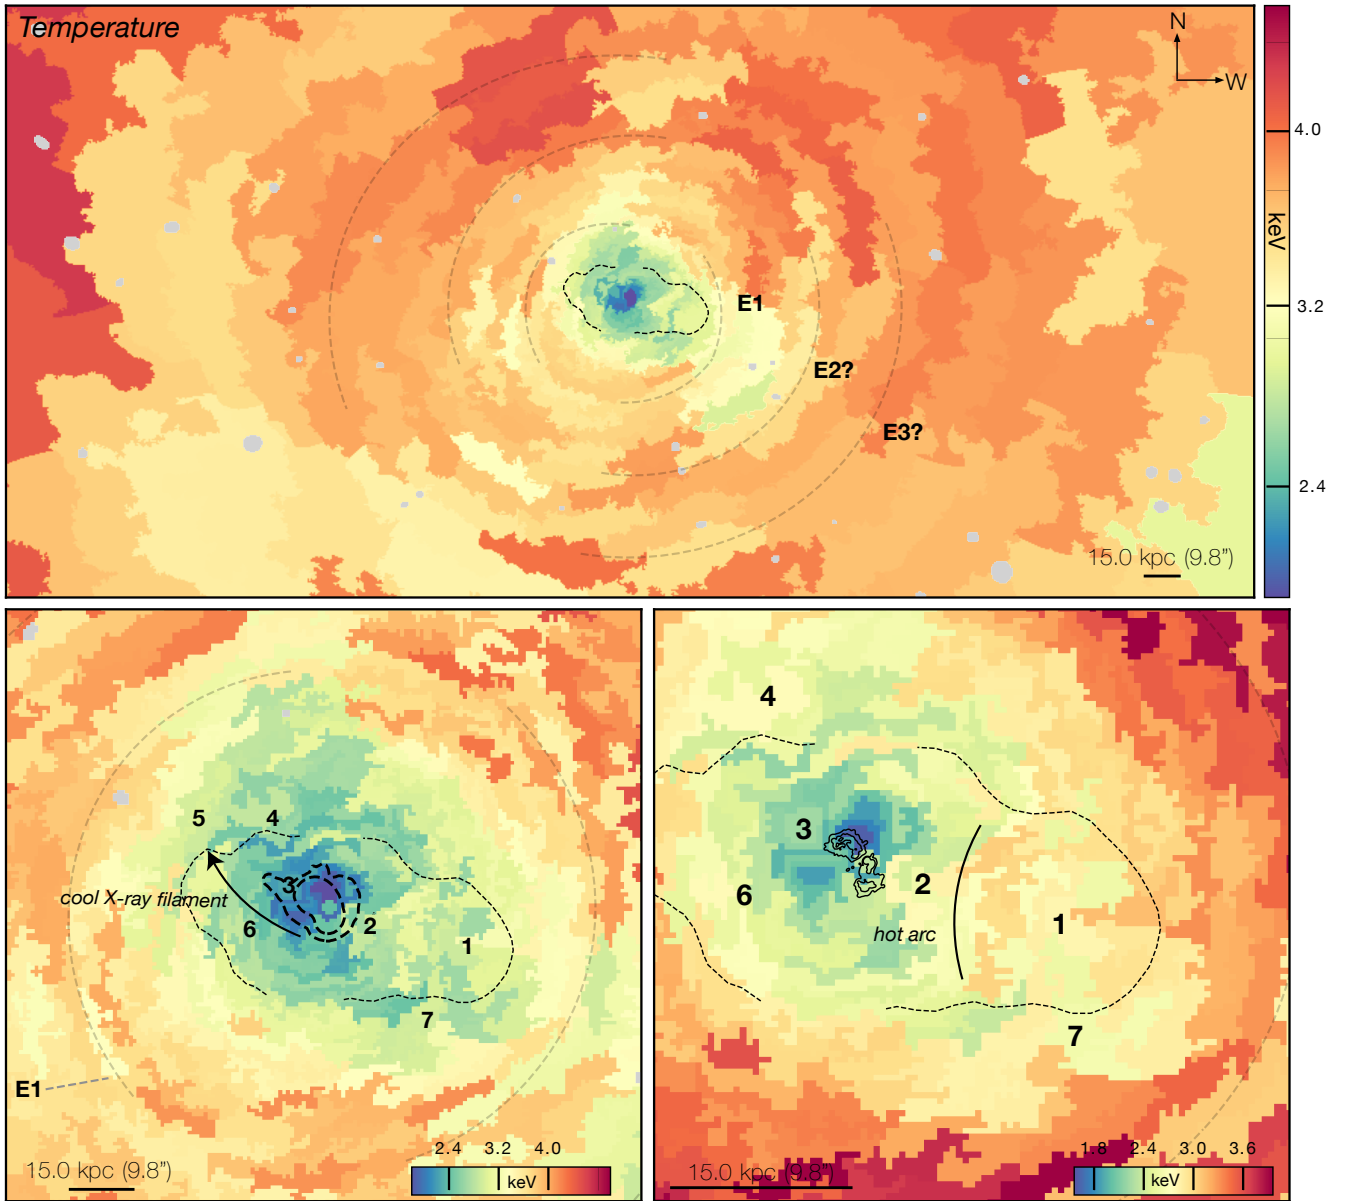 Temperature
N
W
4.0
keV
3.2
2.4
E1
E2?
E3?
15.0 kpc (9.8")
5
4
3
cool X-ray filament
6
2
1
7
E1
2.4 3.2 4.0
keV
15.0 kpc (9.8")
4
3
2
6
1
hot arc
7
1.8 2.4 3.0 3.6
keV
15.0 kpc (9.8")